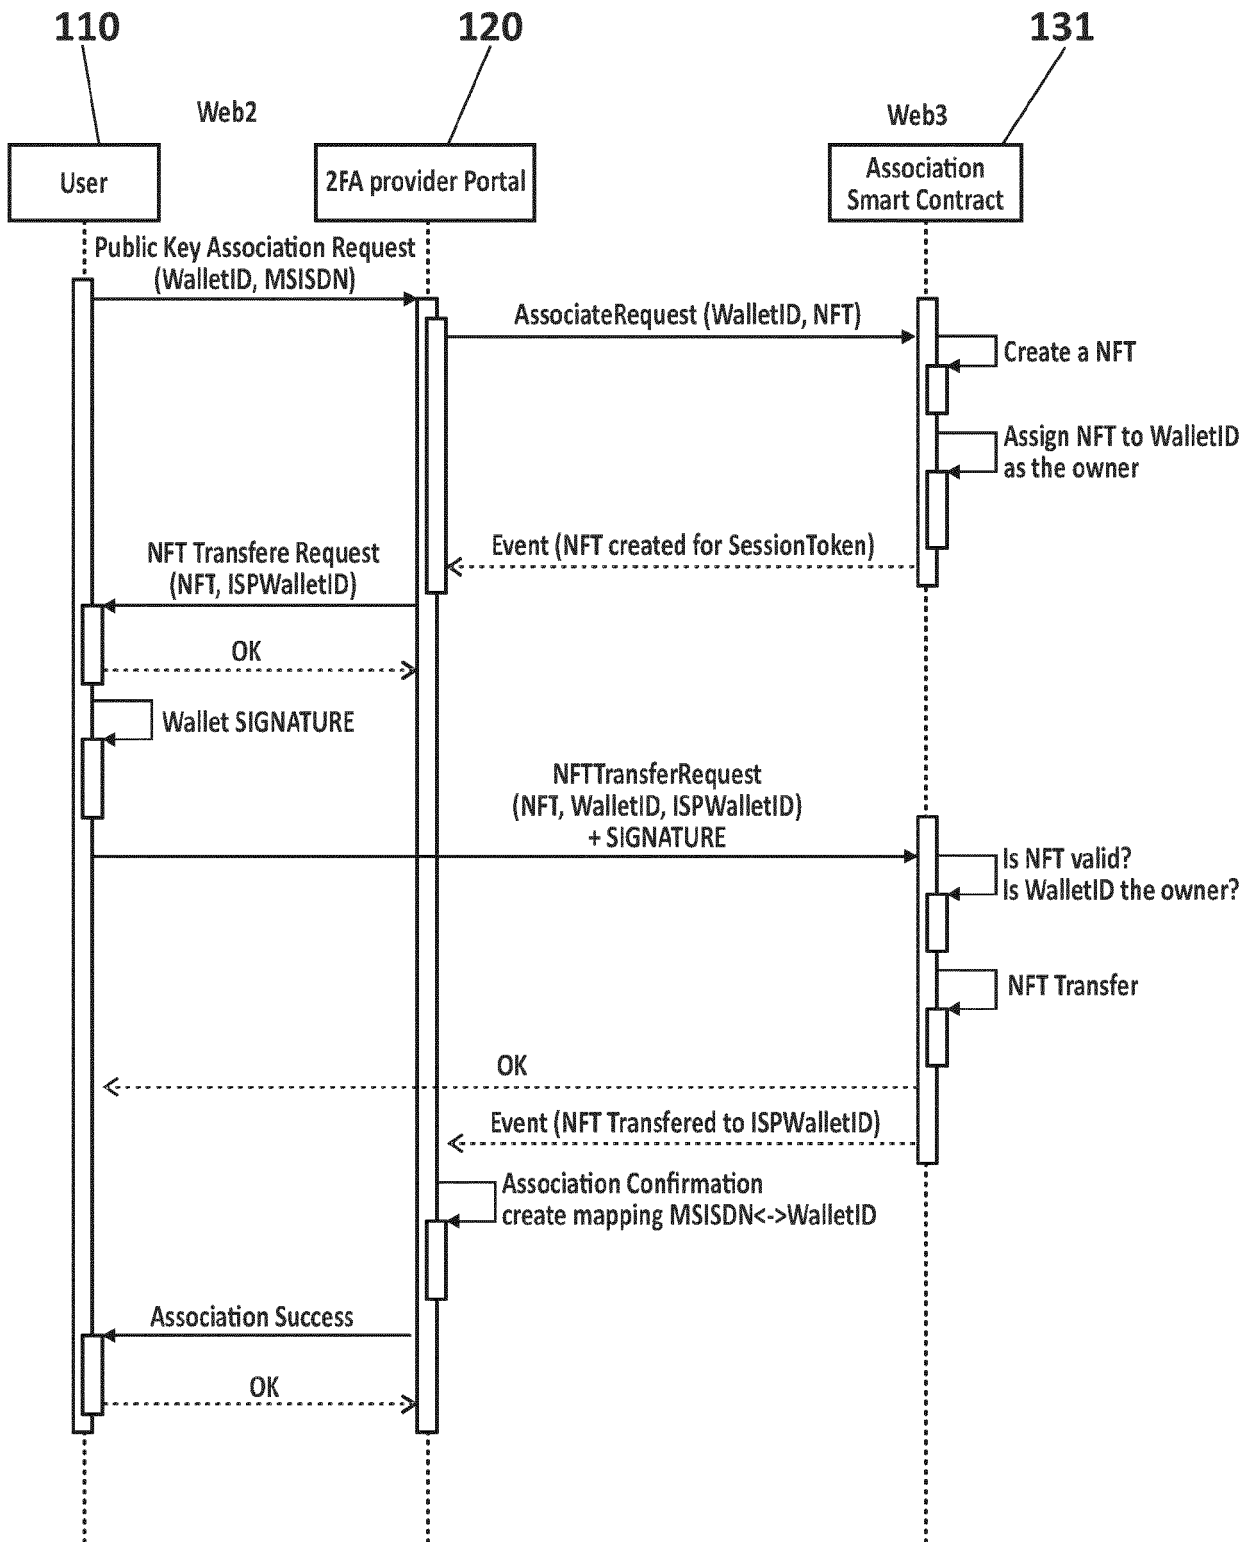 110
120
131
Web2
Web3
User
2FA provider Portal
Association
Smart Contract
Public Key Association Request
(WalletID, MSISDN)
AssociateRequest (WalletID, NFT)
Create a NFT
Assign NFT to WalletID
as the owner
Event (NFT created for SessionToken)
NFT Transfere Request
(NFT, ISPWalletID)
OK
Wallet SIGNATURE
NFTTransferRequest
(NFT, WalletID, ISPWalletID)
+ SIGNATURE
Is NFT valid?
Is WalletID the owner?
NFT Transfer
OK
Event (NFT Transfered to ISPWalletID)
Association Confirmation
create mapping MSISDN<->WalletID
Association Success
OK